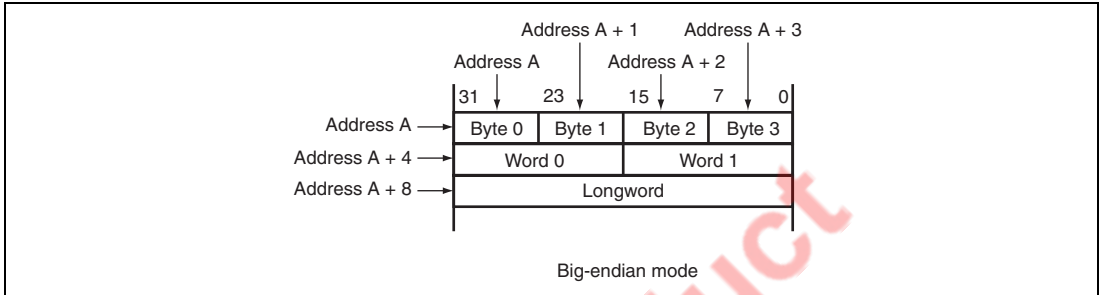 Address A + 1 Address A + 3
Address A Address A + 2
31 23 15 7 0
Address A Byte 0 Byte 1 Byte 2 Byte 3
Address A + 4 Word 0 Word 1
Address A + 8 Longword
Big-endian mode
uct